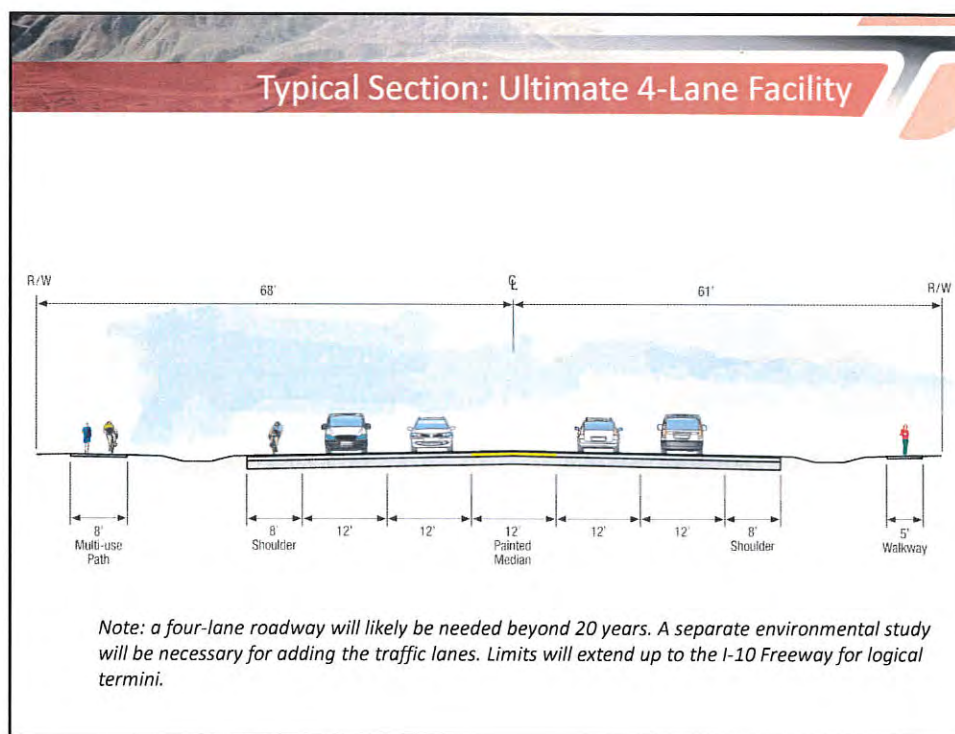 Typical Section: Ultimate 4-Lane Facility
R/W
68'
℄
61'
R/W
8'
Multi-use
Path
8'
Shoulder
12'
12'
12'
Painted
Median
12'
12'
8'
Shoulder
5'
Walkway
Note: a four-lane roadway will likely be needed beyond 20 years. A separate environmental study
will be necessary for adding the traffic lanes. Limits will extend up to the I-10 Freeway for logical
termini.